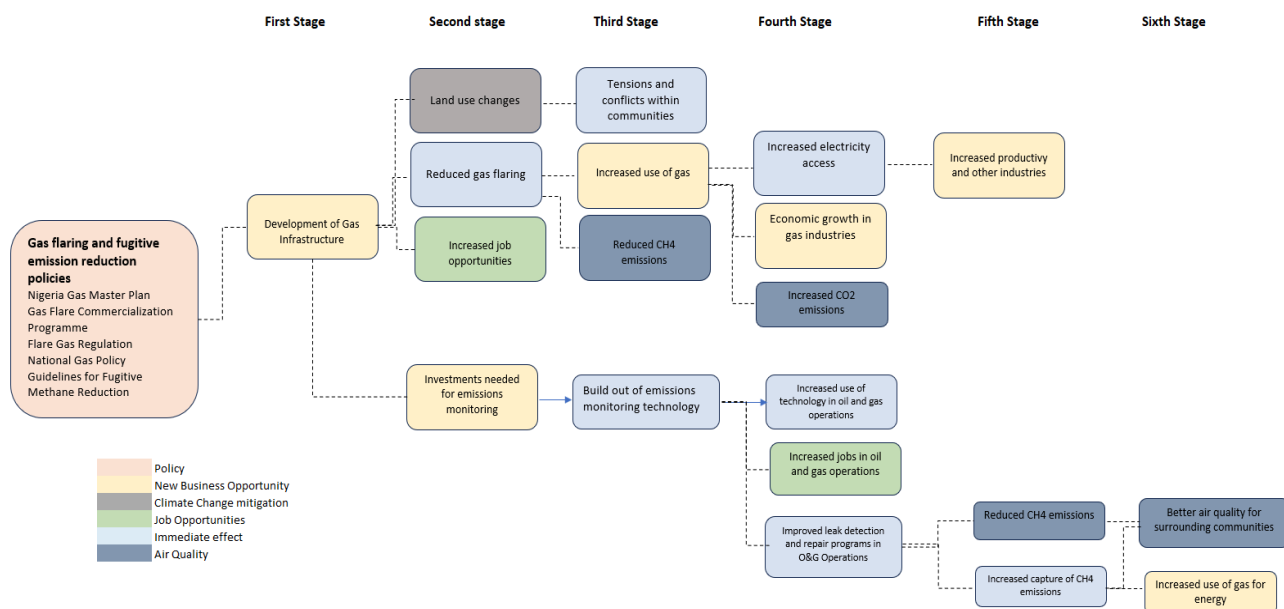 First Stage
Second stage
Third Stage
Fourth Stage
Fifth Stage
Sixth Stage
Gas flaring and fugitive
emission reduction
policies
Nigeria Gas Master Plan
Gas Flare Commercialization
Programme
Flare Gas Regulation
National Gas Policy
Guidelines for Fugitive
Methane Reduction
Development of Gas
Infrastructure
Land use changes
Reduced gas flaring
Increased job
opportunities
Investments needed
for emissions
monitoring
Tensions and
conflicts within
communities
Increased use of gas
Reduced CH4
emissions
Build out of emissions
monitoring technology
Increased electricity
access
Economic growth in
gas industries
Increased CO2
emissions
Increased use of
technology in oil and gas
operations
Increased jobs in oil
and gas operations
Improved leak detection
and repair programs in
O&G Operations
Increased productivy
and other industries
Reduced CH4 emissions
Increased capture of CH4
emissions
Better air quality for
surrounding communities
Increased use of gas for
energy
Policy
New Business Opportunity
Climate Change mitigation
Job Opportunities
Immediate effect
Air Quality